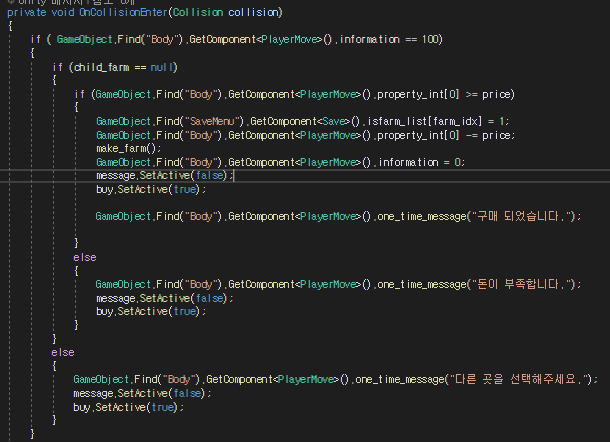 private void OnCollisionEnter(Collision collision)
{
if ( GameObject.Find("Body").GetComponent<PlayerMove>().information == 100)
{
if (child_farm == null)
{
if (GameObject.Find("Body").GetComponent<PlayerMove>().property_int[0] >= price)
{
GameObject.Find("SaveMenu").GetComponent<Save>().isfarm_list[farm_idx] = 1;
GameObject.Find("Body").GetComponent<PlayerMove>().property_int[0] -= price;
make_farm();
GameObject.Find("Body").GetComponent<PlayerMove>().information = 0;
message.SetActive(false);
buy.SetActive(true);
GameObject.Find("Body").GetComponent<PlayerMove>().one_time_message("구매 되었습니다.");
}
else
{
GameObject.Find("Body").GetComponent<PlayerMove>().one_time_message("돈이 부족합니다.");
message.SetActive(false);
buy.SetActive(true);
}
}
else
{
GameObject.Find("Body").GetComponent<PlayerMove>().one_time_message("다른 곳을 선택해주세요.");
message.SetActive(false);
buy.SetActive(true);
}
}